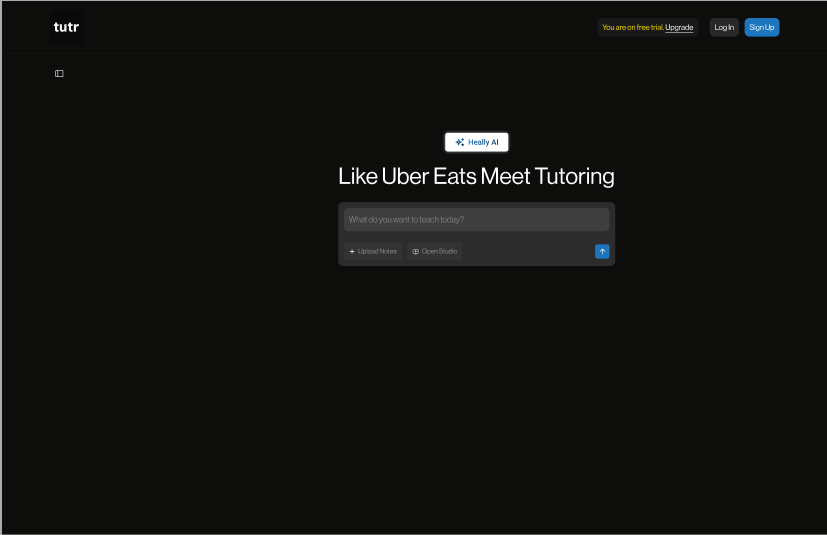 tutr
You are on free trial. Upgrade
Log In
Sign Up
Heally AI
Like Uber Eats Meet Tutoring
What do you want to teach today?
Upload Notes
Open Studio